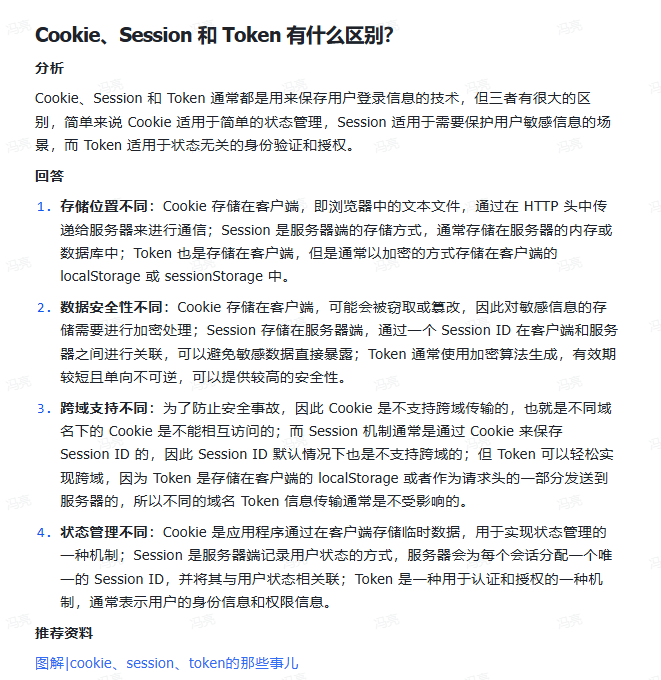 Cookie、Session 和 Token 有什么区别？
分析
Cookie、Session 和 Token 通常都是用来保存用户登录信息的技术，但三者有很大的区
别，简单来说 Cookie 适用于简单的状态管理，Session 适用于需要保护用户敏感信息的场
景，而 Token 适用于状态无关的身份验证和授权。
回答
1. 存储位置不同：Cookie 存储在客户端，即浏览器中的文本文件，通过在 HTTP 头中传
递给服务器来进行通信；Session 是服务器端的存储方式，通常存储在服务器的内存或
数据库中；Token 也是存储在客户端，但是通常以加密的方式存储在客户端的
localStorage 或 sessionStorage 中。
2. 数据安全性不同：Cookie 存储在客户端，可能会被窃取或篡改，因此对敏感信息的存
储需要进行加密处理；Session 存储在服务器端，通过一个 Session ID 在客户端和服务
器之间进行关联，可以避免敏感数据直接暴露；Token 通常使用加密算法生成，有效期
较短且单向不可逆，可以提供较高的安全性。
3. 跨域支持不同：为了防止安全事故，因此 Cookie 是不支持跨域传输的，也就是不同域
名下的 Cookie 是不能相互访问的；而 Session 机制通常是通过 Cookie 来保存
Session ID 的，因此 Session ID 默认情况下也是不支持跨域的；但 Token 可以轻松实
现跨域，因为 Token 是存储在客户端的 localStorage 或者作为请求头的一部分发送到
服务器的，所以不同的域名 Token 信息传输通常是不受影响的。
4. 状态管理不同：Cookie 是应用程序通过在客户端存储临时数据，用于实现状态管理的
一种机制；Session 是服务器端记录用户状态的方式，服务器会为每个会话分配一个唯
一的 Session ID，并将其与用户状态相关联；Token 是一种用于认证和授权的一种机
制，通常表示用户的身份信息和权限信息。
推荐资料
图解|cookie、session、token的那些事儿